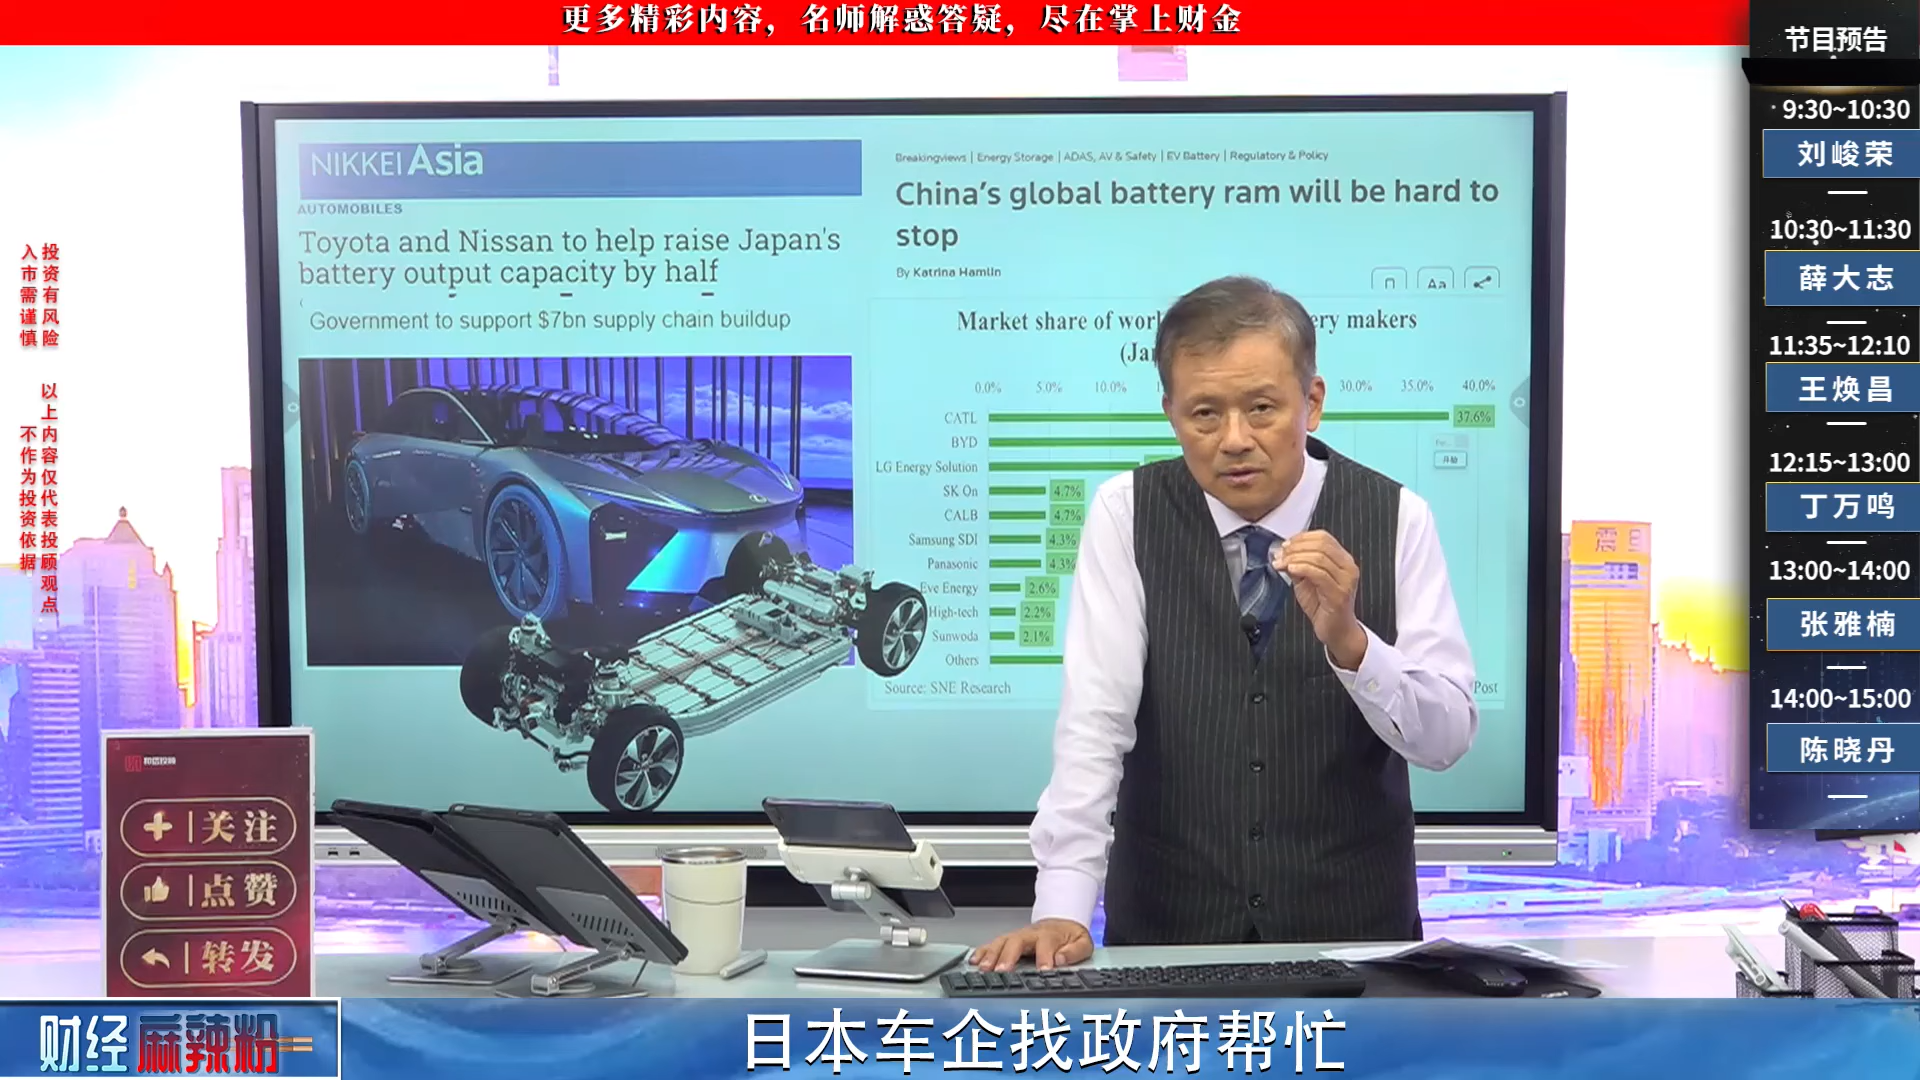 更多精彩内容，名师解惑答疑，尽在掌上财金
节目预告
9:30~10:30
刘峻荣
10:30~11:30
薛大志
11:35~12:10
王焕昌
12:15~13:00
丁万鸣
13:00~14:00
张雅楠
14:00~15:00
陈晓丹
投资有风险
入市需谨慎
以上内容仅代表投顾观点
不作为投资依据
NIKKEI Asia
AUTOMOBILES
Toyota and Nissan to help raise Japan's
battery output capacity by half
Government to support $7bn supply chain buildup
Breakingviews | Energy Storage | ADAS, AV & Safety | EV Battery | Regulatory & Policy
China's global battery ram will be hard to
stop
By Katrina Hamlin
Aa
Market share of
ery makers
0.0% 5.0% 10.0% 30.0% 35.0% 40.0%
CATL 37.6%
BYD
LG Energy Solution
SK On 4.7%
CALB 4.7%
Samsung SDI 4.3%
Panasonic 4.3%
Eve Energy 2.6%
High-tech 2.2%
Sunwoda 2.1%
Others
Source: SNE Research
Post
关注
点赞
转发
财经麻辣粉
日本车企找政府帮忙